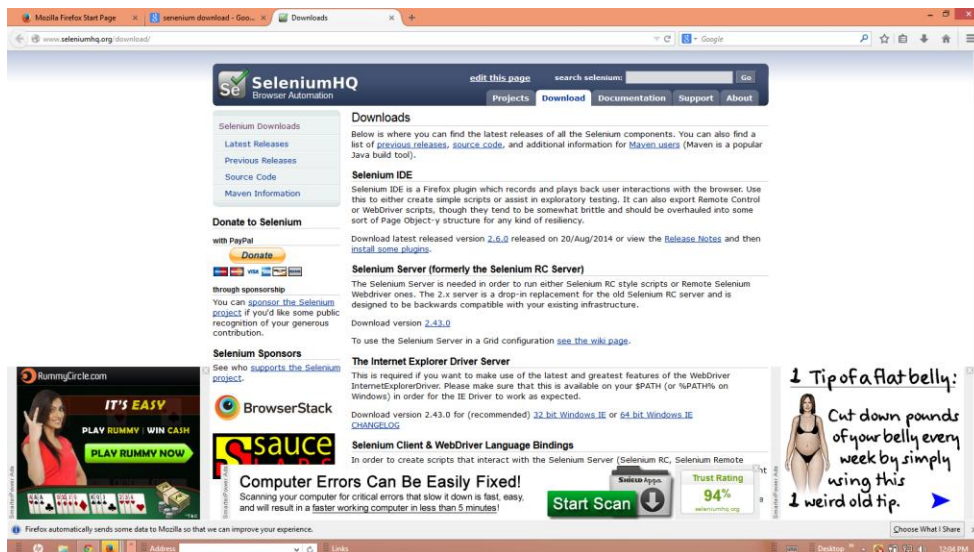 Mozilla Firefox Start Page
senenium download - Goo...
Downloads
www.seleniumhq.org/download/
Google
SeleniumHQ
Browser Automation
edit this page
search selenium:
Go
Projects
Download
Documentation
Support
About
Selenium Downloads
Latest Releases
Previous Releases
Source Code
Maven Information
Donate to Selenium
with PayPal
Donate
VISA
through sponsorship
You can sponsor the Selenium
project if you'd like some public
recognition of your generous
contribution.
Selenium Sponsors
See who supports the Selenium
project.
BrowserStack
sauce
LABS
Downloads
Below is where you can find the latest releases of all the Selenium components. You can also find a
list of previous releases, source code, and additional information for Maven users (Maven is a popular
Java build tool).
Selenium IDE
Selenium IDE is a Firefox plugin which records and plays back user interactions with the browser. Use
this to either create simple scripts or assist in exploratory testing. It can also export Remote Control
or WebDriver scripts, though they tend to be somewhat brittle and should be overhauled into some
sort of Page Object-y structure for any kind of resiliency.
Download latest released version 2.6.0 released on 20/Aug/2014 or view the Release Notes and then
install some plugins.
Selenium Server (formerly the Selenium RC Server)
The Selenium Server is needed in order to run either Selenium RC style scripts or Remote Selenium
Webdriver ones. The 2.x server is a drop-in replacement for the old Selenium RC server and is
designed to be backwards compatible with your existing infrastructure.
Download version 2.43.0
To use the Selenium Server in a Grid configuration see the wiki page.
The Internet Explorer Driver Server
This is required if you want to make use of the latest and greatest features of the WebDriver
InternetExplorerDriver. Please make sure that this is available on your $PATH (or %PATH% on
Windows) in order for the IE Driver to work as expected.
Download version 2.43.0 for (recommended) 32 bit Windows IE or 64 bit Windows IE
CHANGELOG
Selenium Client & WebDriver Language Bindings
In order to create scripts that interact with the Selenium Server (Selenium RC, Selenium Remote
RummyCircle.com
IT'S EASY
PLAY RUMMY | WIN CASH
PLAY RUMMY NOW
Computer Errors Can Be Easily Fixed!
Scanning your computer for critical errors that slow it down is fast, easy,
and will result in a faster working computer in less than 5 minutes!
Shield Apps
Start Scan
Trust Rating
94%
seleniumhq.org
1 Tip of a flat belly:
Cut down pounds
of your belly every
week by simply
using this
1 weird old tip.
Firefox automatically sends some data to Mozilla so that we can improve your experience.
Choose What I Share
Address
Links
Desktop
12:04 PM